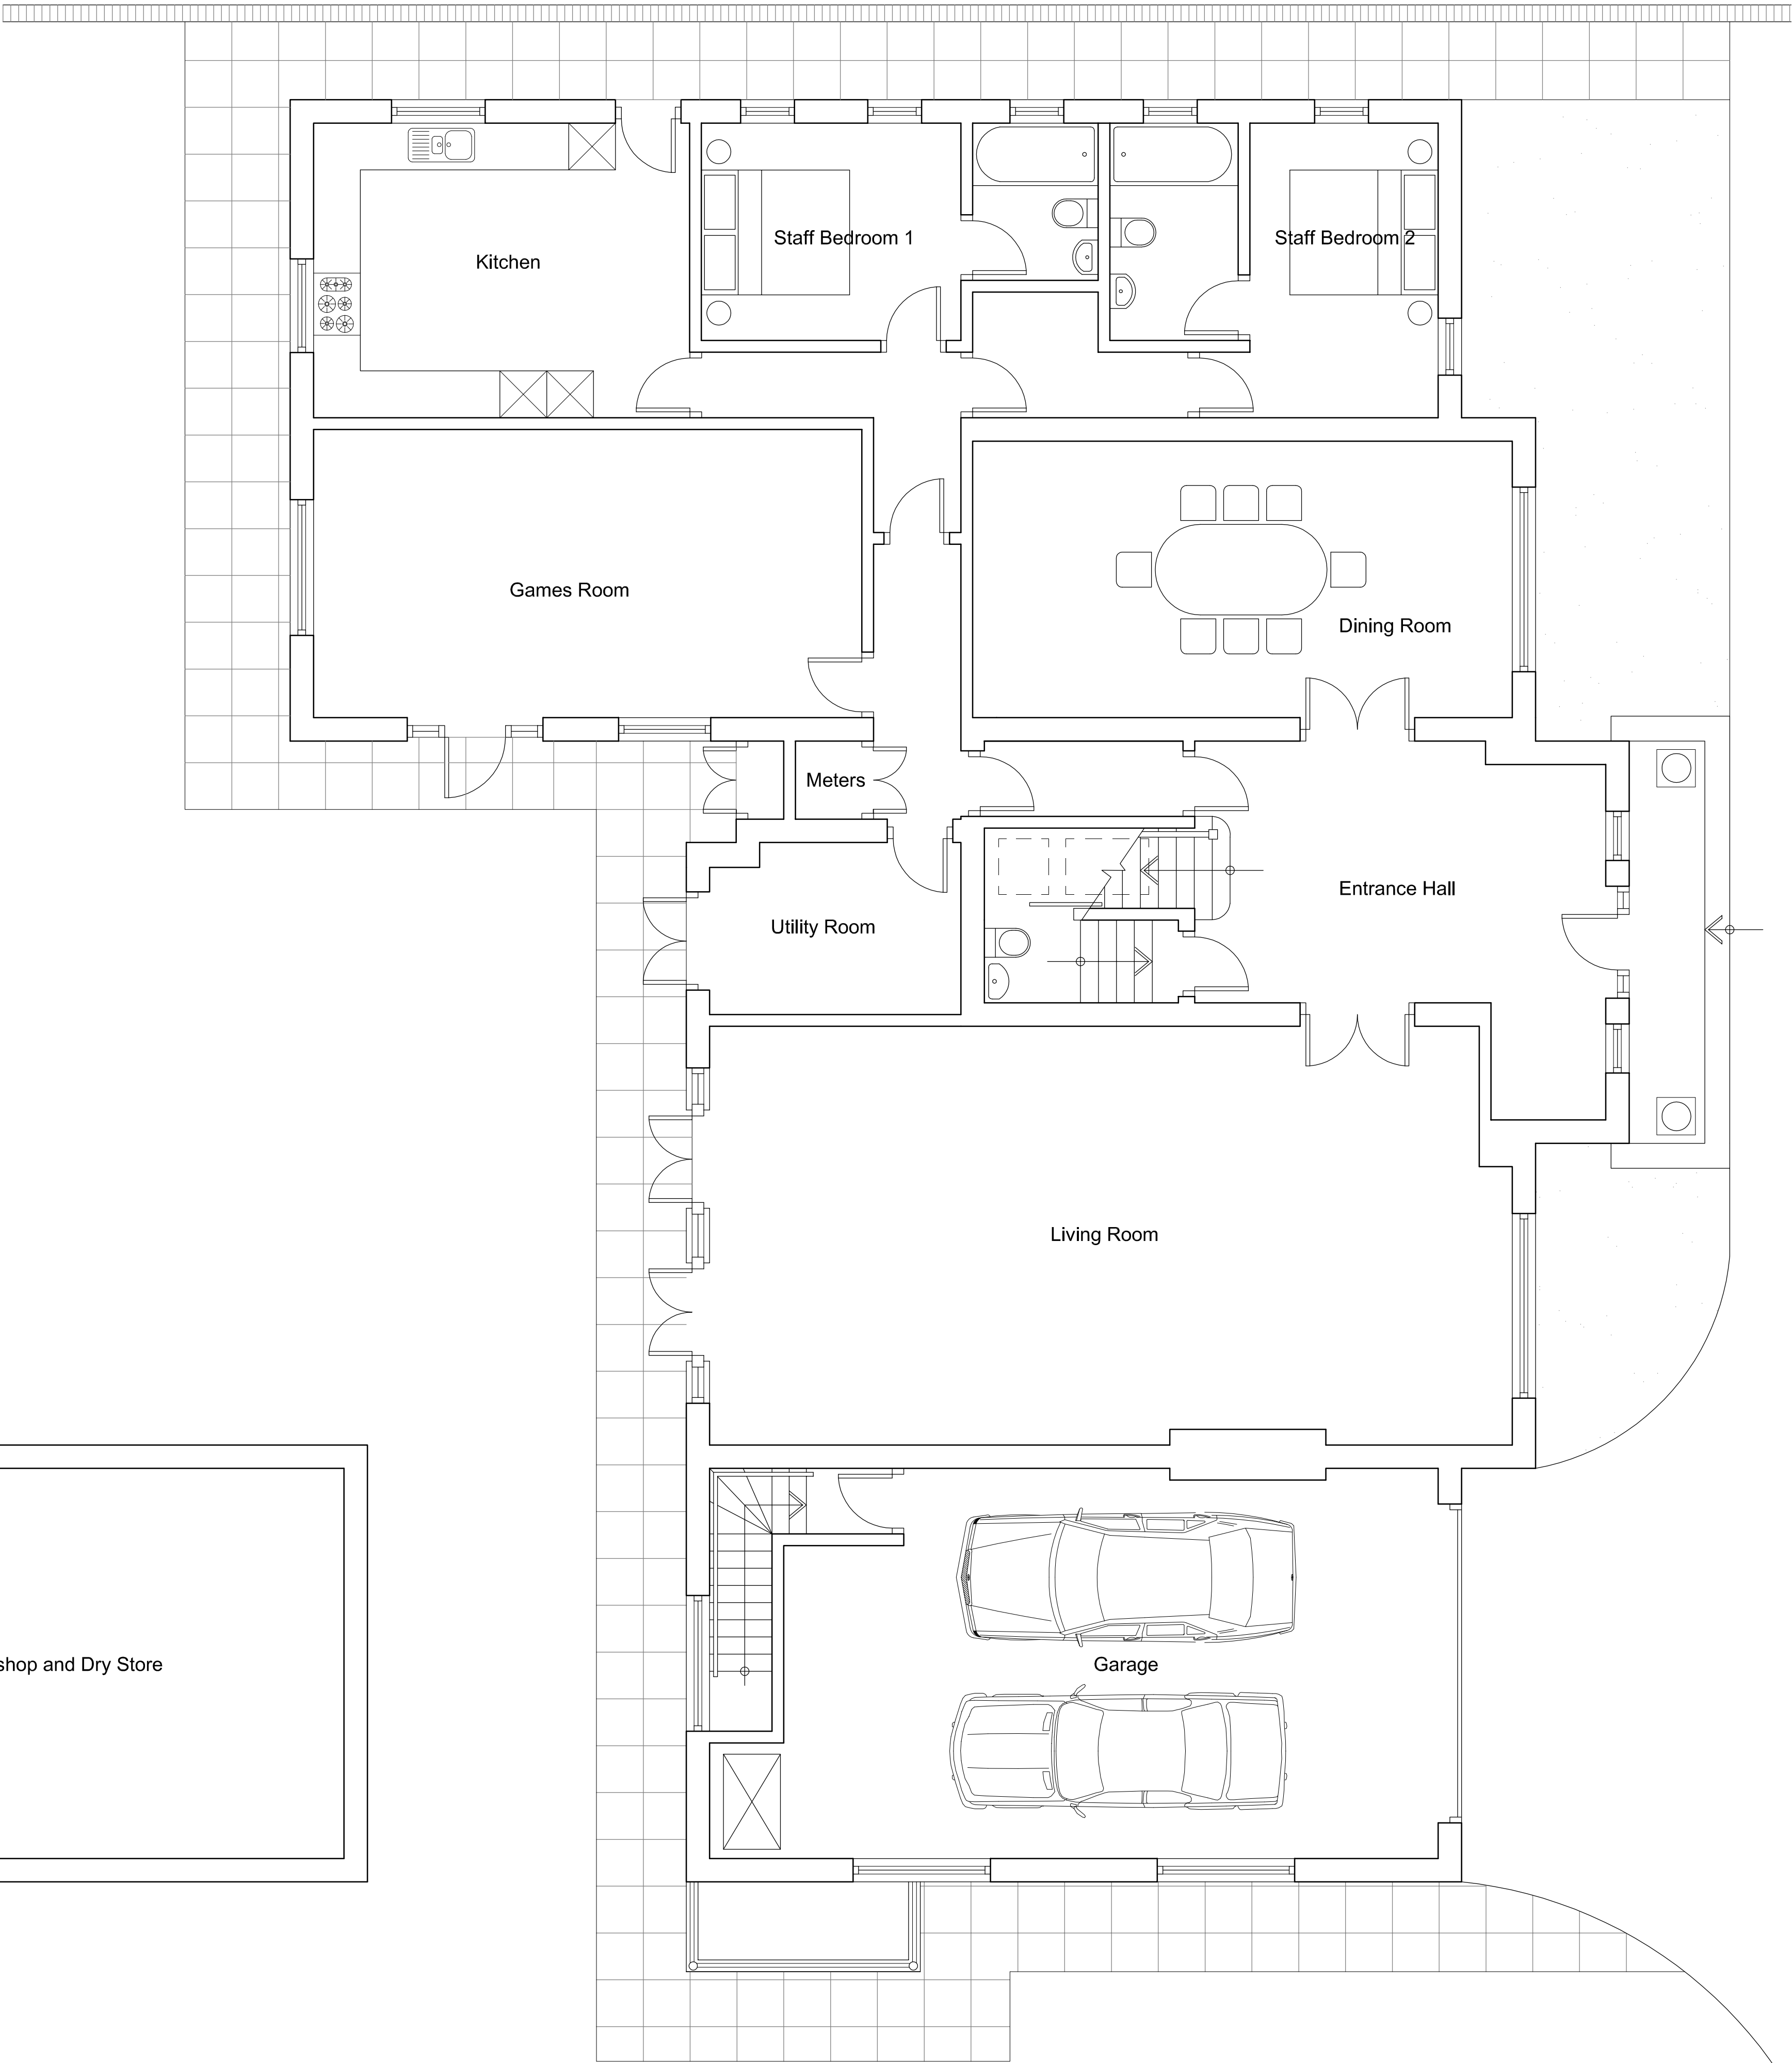 Staff Bedroom 1
Staff Bedroom 2
Kitchen
Games Room
Dining Room
Meters
Entrance Hall
Utility Room
Living Room
shop and Dry Store
Garage